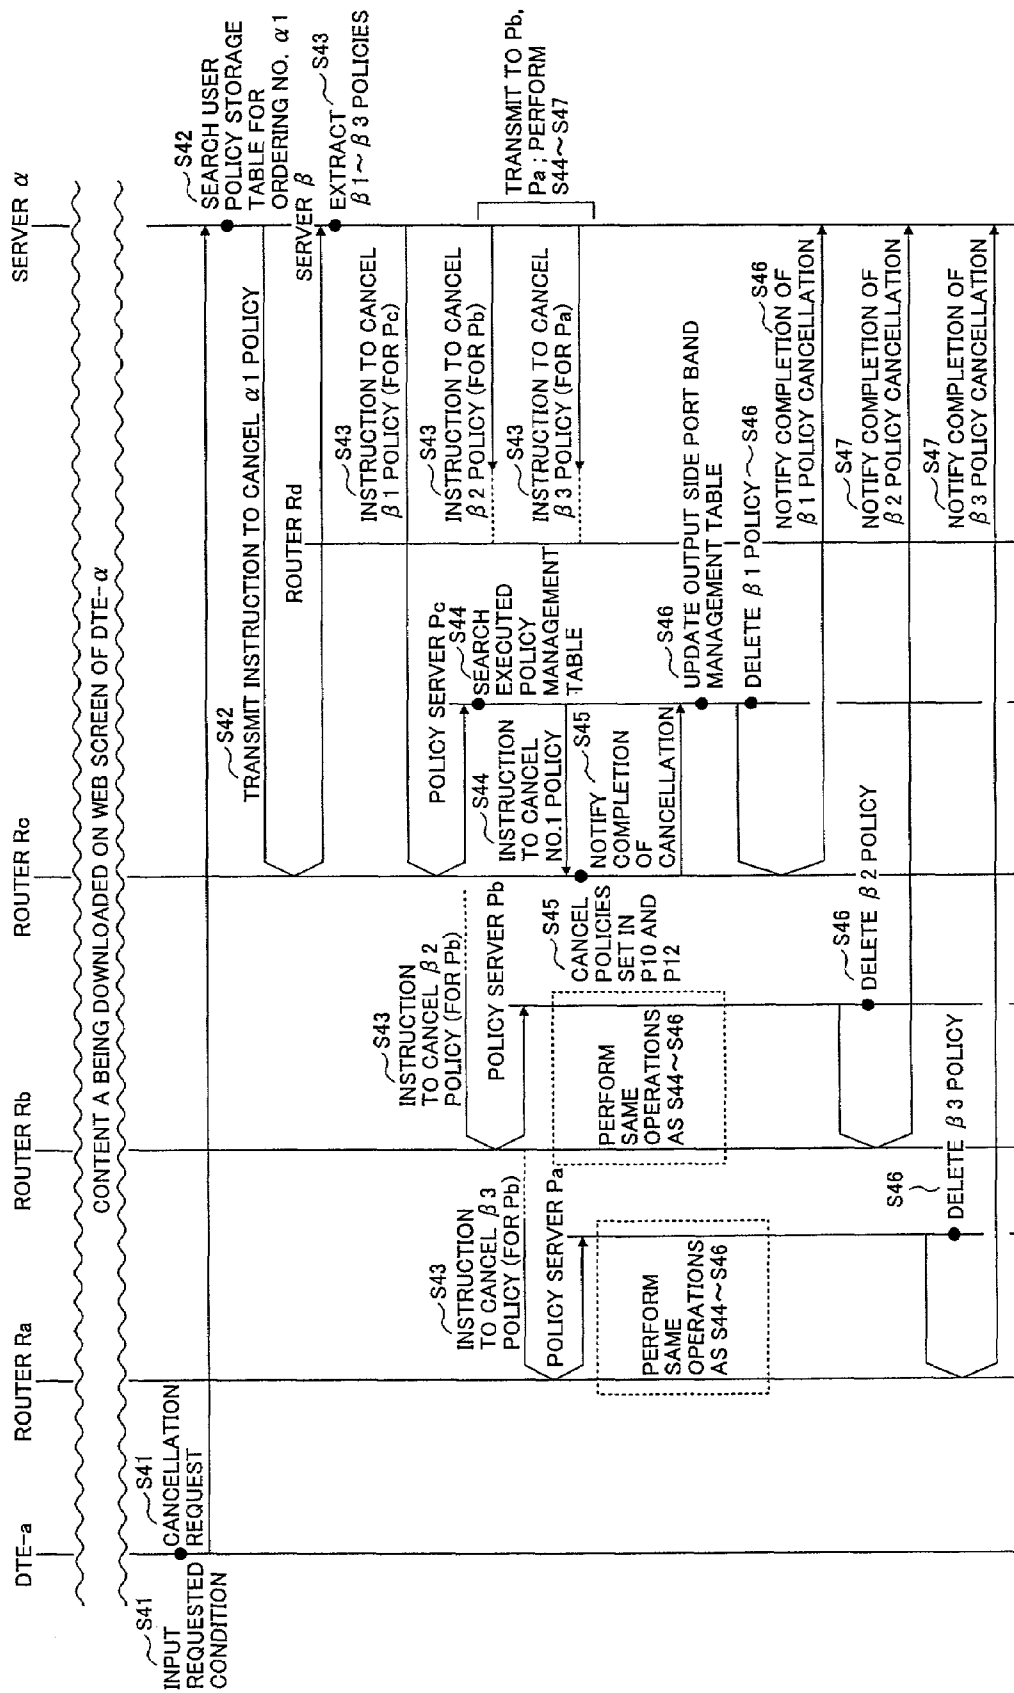 DTE-a
ROUTER Ra
ROUTER Rb
ROUTER Rc
SERVER α
CONTENT A BEING DOWNLOADED ON WEB SCREEN OF DTE-α
S41
INPUT
REQUESTED
CONDITION
S41
CANCELLATION
REQUEST
S42
SEARCH USER
POLICY STORAGE
TABLE FOR
ORDERING NO. α1
S42
TRANSMIT INSTRUCTION TO CANCEL α1 POLICY
ROUTER Rd
SERVER β
S43
EXTRACT
β1~β3 POLICIES
S43
INSTRUCTION TO CANCEL
β1 POLICY (FOR Pc)
POLICY SERVER Pc
S43
INSTRUCTION TO CANCEL
β2 POLICY (FOR Pb)
S43
INSTRUCTION
TO CANCEL β2
POLICY (FOR Pb)
POLICY SERVER Pb
S43
INSTRUCTION TO CANCEL
β3 POLICY (FOR Pa)
S43
INSTRUCTION
TO CANCEL β3
POLICY (FOR Pb)
POLICY SERVER Pa
TRANSMIT TO Pb,
Pa ; PERFORM
S44~S47
S44
SEARCH
EXECUTED
POLICY
MANAGEMENT
TABLE
S44
INSTRUCTION
TO CANCEL
NO.1 POLICY
S45
CANCEL
POLICIES
SET IN
P10 AND
P12
S45
NOTIFY
COMPLETION
OF
CANCELLATION
PERFORM
SAME
OPERATIONS
AS S44~S46
PERFORM
SAME
OPERATIONS
AS S44~S46
S46
UPDATE OUTPUT SIDE PORT BAND
MANAGEMENT TABLE
DELETE β1 POLICY S46
S46
NOTIFY COMPLETION OF
β1 POLICY CANCELLATION
S46
DELETE β2 POLICY
S47
NOTIFY COMPLETION OF
β2 POLICY CANCELLATION
S46
DELETE β3 POLICY
S47
NOTIFY COMPLETION OF
β3 POLICY CANCELLATION